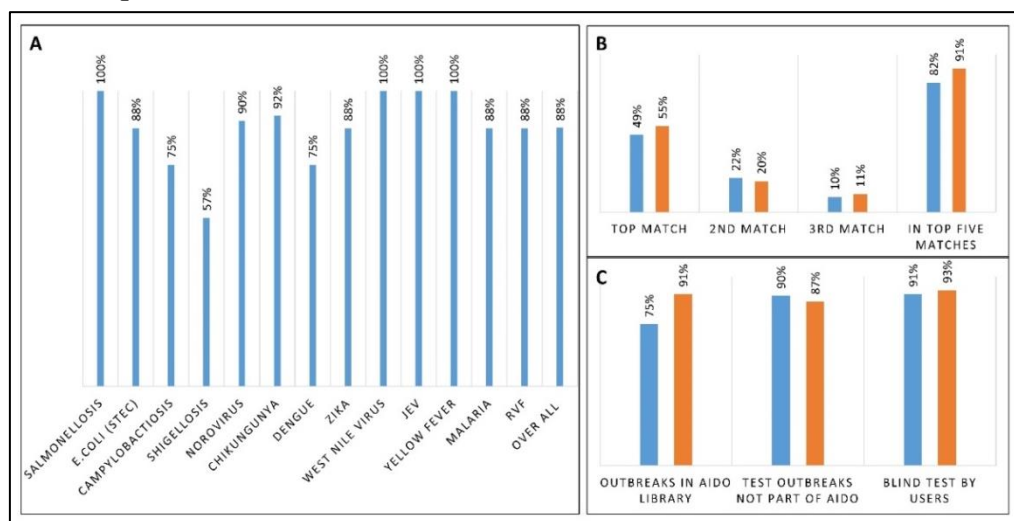 A
100%
88%
75%
57%
90%
92%
75%
88%
100%
100%
100%
88%
88%
88%
SALMONELLOSIS
E.COLI (STEC)
CAMPYLOBACTIOSIS
SHIGELLOSIS
NOROVIRUS
CHIKUNGUNYA
DENGUE
ZIKA
WEST NILE VIRUS
JEV
YELLOW FEVER
MALARIA
RVF
OVER ALL
B
49%
55%
22%
20%
10%
11%
82%
91%
TOP MATCH
2ND MATCH
3RD MATCH
IN TOP FIVE
MATCHES
C
75%
91%
90%
87%
91%
93%
OUTBREAKS IN AIDO
LIBRARY
TEST OUTBREAKS
NOT PART OF AIDO
BLIND TEST BY
USERS